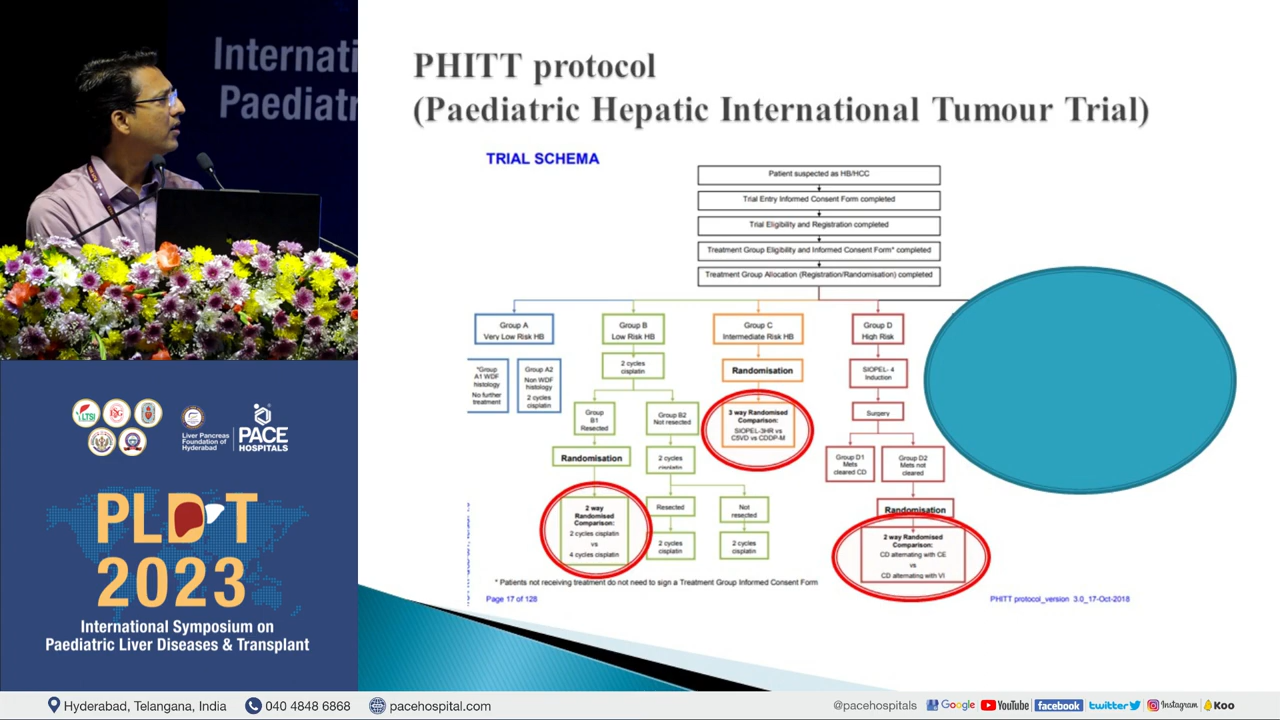 Internati
Paediatr
PHITT protocol
(Paediatric Hepatic International Tumour Trial)
TRIAL SCHEMA
Patient suspected as HB/HCC
Trial Entry Informed Consent Form completed
Trial Eligibility and Registration completed
Treatment Group Eligibility and Informed Consent Form* completed
Treatment Group Allocation (Registration/Randomisation) completed
Group A
Very Low Risk HB
*Group
A1 WDF
histology
No further
treatment
Group A2
Non WDF
histology
2 cycles
cisplatin
Group B
Low Risk HB
2 cycles
cisplatin
Group
B1
Resected
Randomisation
2 way
Randomised
Comparison:
2 cycles cisplatin
vs
4 cycles cisplatin
Group B2
Not resected
2 cycles
cisplatin
Resected
2 cycles
cisplatin
Not
resected
2 cycles
cisplatin
Group C
Intermediate Risk HB
Randomisation
3 way Randomised
Comparison:
SIOPEL-3HR vs
C5VD vs CDDP-M
Group D
High Risk
SIOPEL- 4
Induction
Surgery
Group D1
Mets
cleared CD
Group D2
Mets not
cleared
Randomisation
2 way Randomised
Comparison:
CD alternating with CE
vs
CD alternating with VI
* Patients not receiving treatment do not need to sign a Treatment Group Informed Consent Form
Page 17 of 128
PHITT protocol_version 3.0_17-Oct-2018
LTSI
Liver Pancreas
Foundation of
Hyderabad
PACE
HOSPITALS
PLDT
2023
International Symposium on
Paediatric Liver Diseases & Transplant
Hyderabad, Telangana, India
040 4848 6868
pacehospital.com
@pacehospitals
Google
YouTube
facebook
twitter
Instagram
Koo